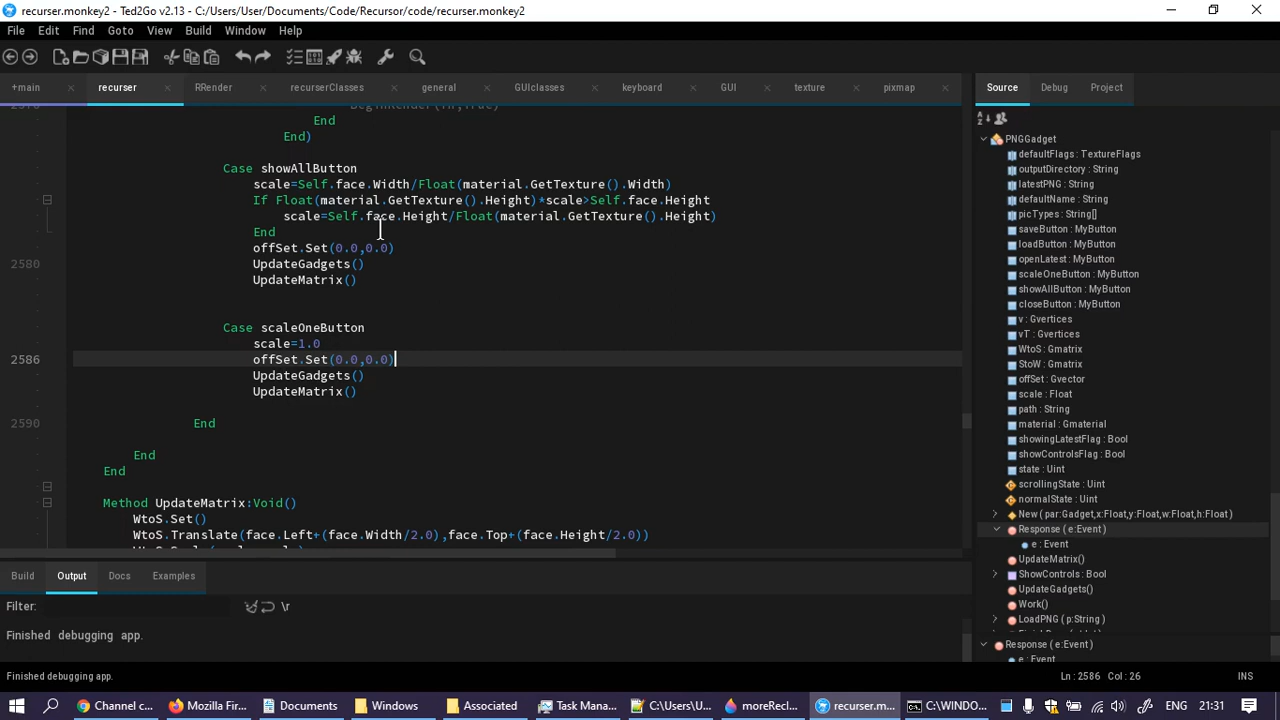 recurser.monkey2 - Ted2Go v2.13 - C:/Users/User/Documents/Code/Recursor/code/recurser.monkey2
File Edit Find Goto View Build Window Help
+main recurser RRender recurserClasses general GUIclasses keyboard GUI texture pixmap
End
End)
Case showAllButton
scale=Self.face.Width/Float(material.GetTexture().Width)
If Float(material.GetTexture().Height)*scale>Self.face.Height
scale=Self.face.Height/Float(material.GetTexture().Height)
End
offSet.Set(0.0,0.0)
2580 UpdateGadgets()
UpdateMatrix()
Case scaleOneButton
scale=1.0
2586 offSet.Set(0.0,0.0)
UpdateGadgets()
UpdateMatrix()
2590 End
End
End
Method UpdateMatrix:Void()
WtoS.Set()
WtoS.Translate(face.Left+(face.Width/2.0),face.Top+(face.Height/2.0))
Source Debug Project
PNGGadget
defaultFlags : TextureFlags
outputDirectory : String
latestPNG : String
defaultName : String
picTypes : String[]
saveButton : MyButton
loadButton : MyButton
openLatest : MyButton
scaleOneButton : MyButton
showAllButton : MyButton
closeButton : MyButton
v : Gvertices
vT : Gvertices
WtoS : Gmatrix
StoW : Gmatrix
offSet : Gvector
scale : Float
path : String
material : Gmaterial
showingLatestFlag : Bool
showControlsFlag : Bool
state : Uint
scrollingState : Uint
normalState : Uint
New ( par:Gadget,x:Float,y:Float,w:Float,h:Float )
Response ( e:Event )
e : Event
UpdateMatrix()
ShowControls : Bool
UpdateGadgets()
Work()
LoadPNG ( p:String )
Response ( e:Event )
e : Event
Build Output Docs Examples
Filter: \r
Finished debugging app.
Finished debugging app. Ln : 2586 Col : 26 INS
Channel c... Mozilla Fir... Documents Windows Associated Task Mana... C:\Users\U... moreRecl... recurser.m... C:\WINDO... ENG 21:31